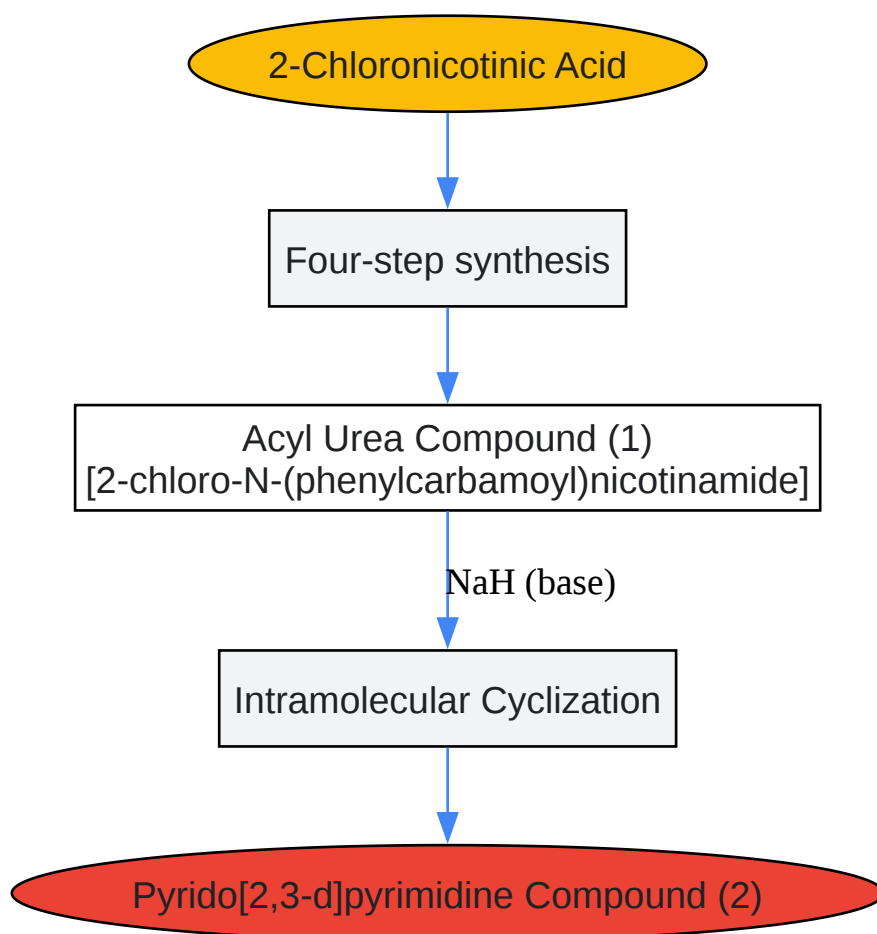 2-Chloronicotinic Acid
Four-step synthesis
Acyl Urea Compound (1)
[2-chloro-N-(phenylcarbamoyl)nicotinamide]
NaH (base)
Intramolecular Cyclization
Pyrido[2,3-d]pyrimidine Compound (2)